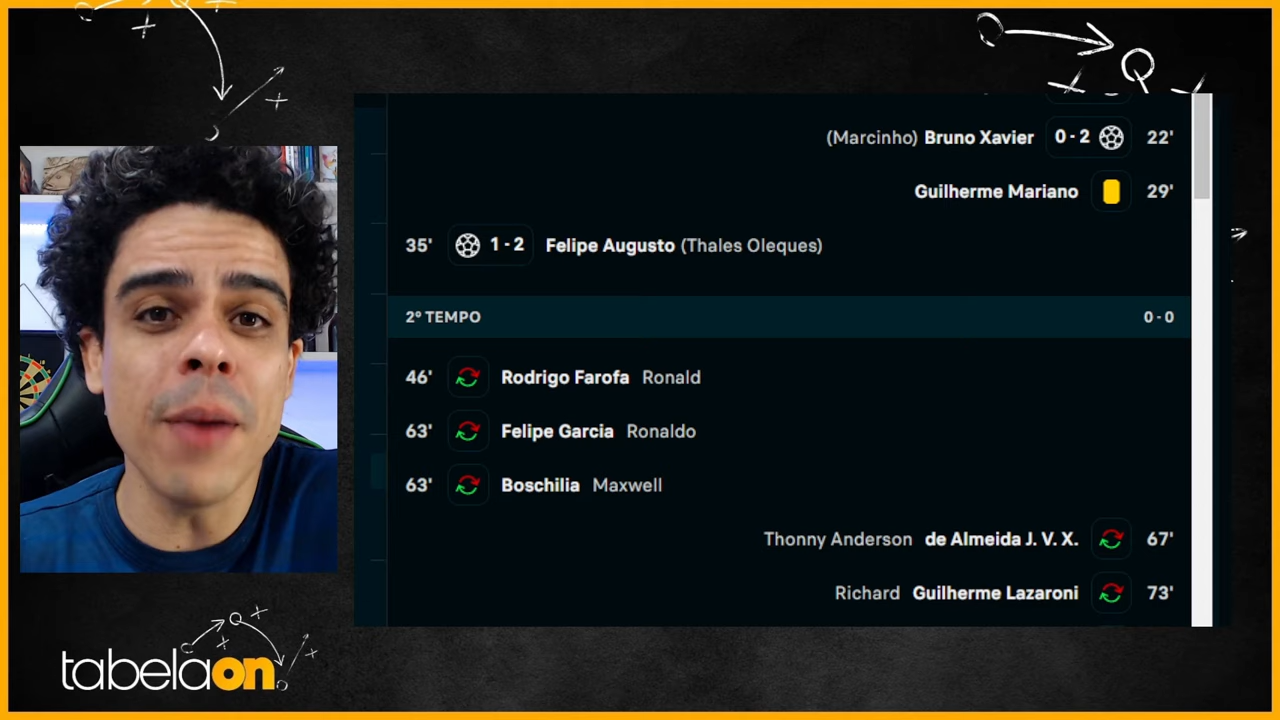 (Marcinho) Bruno Xavier 0 - 2 22'
Guilherme Mariano 29'
35' 1 - 2 Felipe Augusto (Thales Oleques)
2º TEMPO 0 - 0
46' Rodrigo Farofa Ronald
63' Felipe Garcia Ronaldo
63' Boschilia Maxwell
Thonny Anderson de Almeida J. V. X. 67'
Richard Guilherme Lazaroni 73'
tabelaon